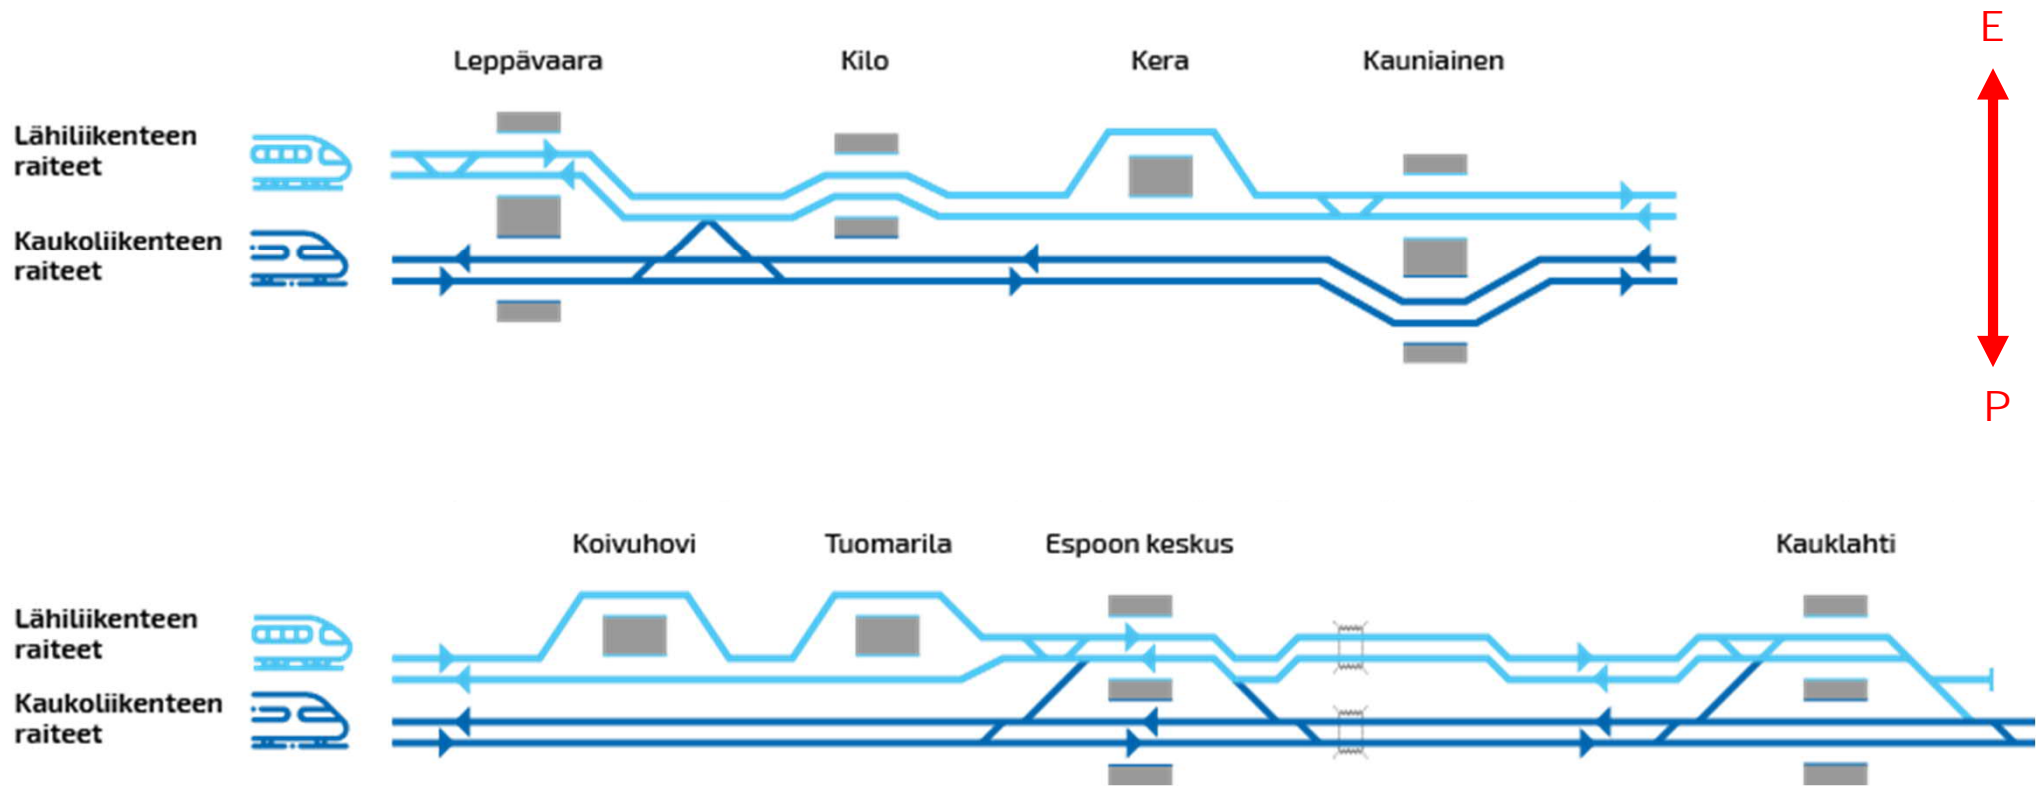 E
Leppävaara Kilo Kera Kauniainen
Lähiliikenteen
raiteet
Kaukoliikenteen
raiteet
P
Koivuhovi Tuomarila Espoon keskus Kauklahti
Lähiliikenteen
raiteet
Kaukoliikenteen
raiteet